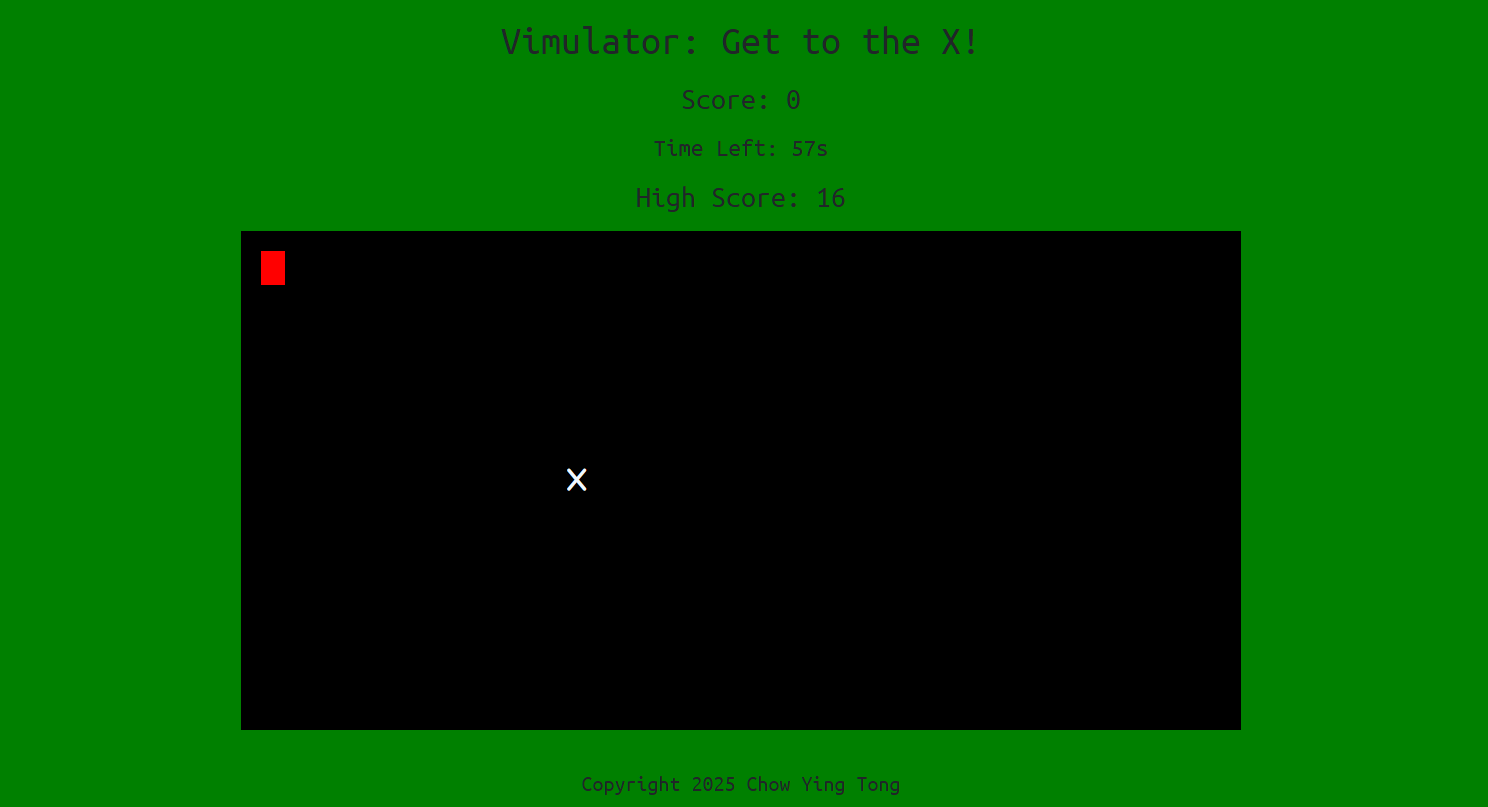 Vimulator: Get to the X!
Score: 0
Time Left: 57s
High Score: 16
X
Copyright 2025 Chow Ying Tong